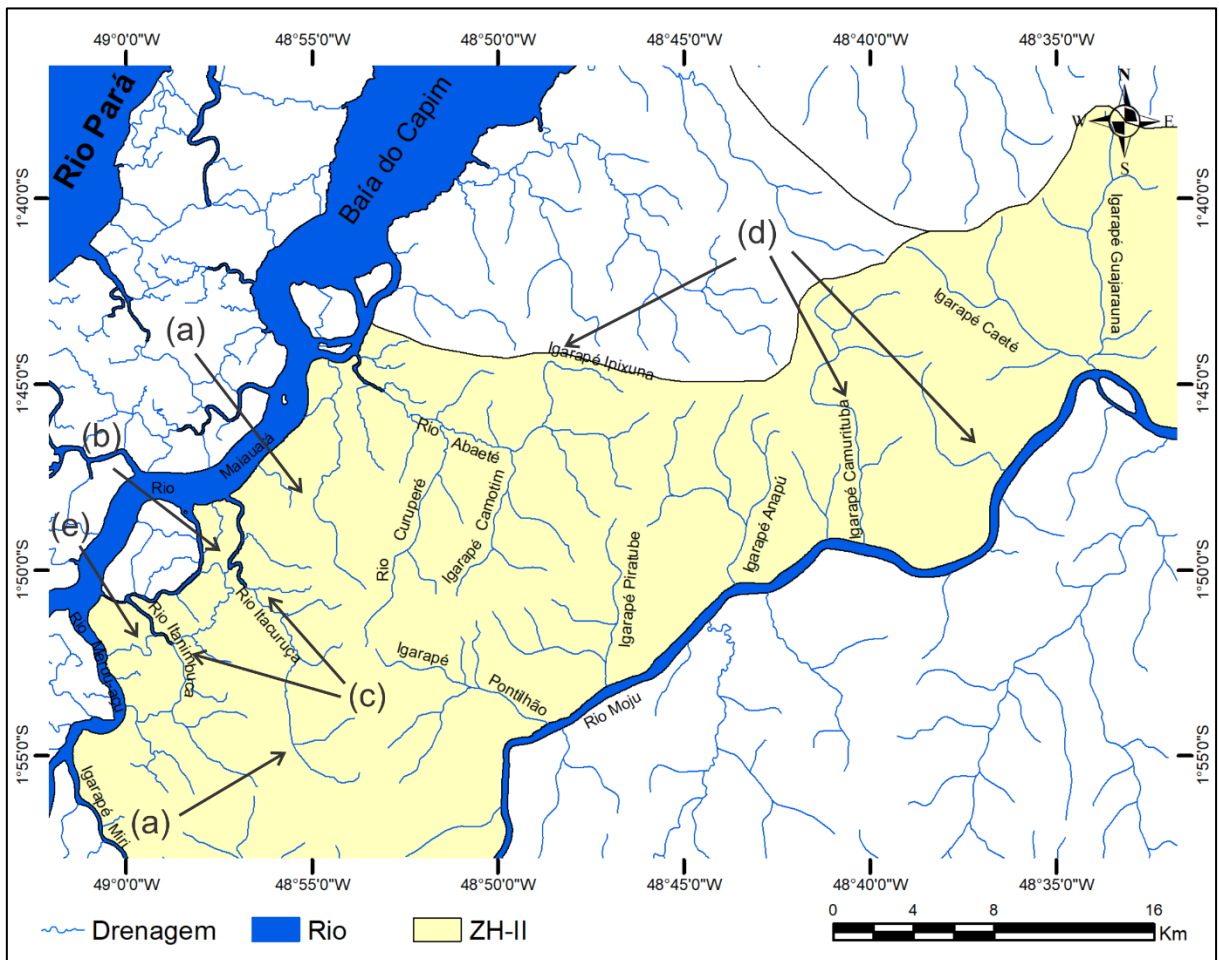 49°0'0"W 48°55'0"W 48°50'0"W 48°45'0"W 48°40'0"W 48°35'0"W
N
W E
S
Rio Pará
Baía do Capim
1°40'0"S 1°40'0"S
(d)
Igarapé Guajarauna
Igarapé Caeté
(a)
Igarapé Ipixuna
1°45'0"S 1°45'0"S
Rio Abaeté
Igarapé Camurituba
(b)
Rio Maiauatá
Rio Curuperé
Igarapé Camotim
Igarapé Anapú
(e)
Igarapé Piratube
1°50'0"S 1°50'0"S
Rio Itanimbuca
Rio Itacuruça
Rio Meruu-açu
Igarapé Pontilhão
(c)
Rio Moju
1°55'0"S 1°55'0"S
Igarapé Miri
(a)
49°0'0"W 48°55'0"W 48°50'0"W 48°45'0"W 48°40'0"W 48°35'0"W
Drenagem Rio ZH-II
0 4 8 16
Km